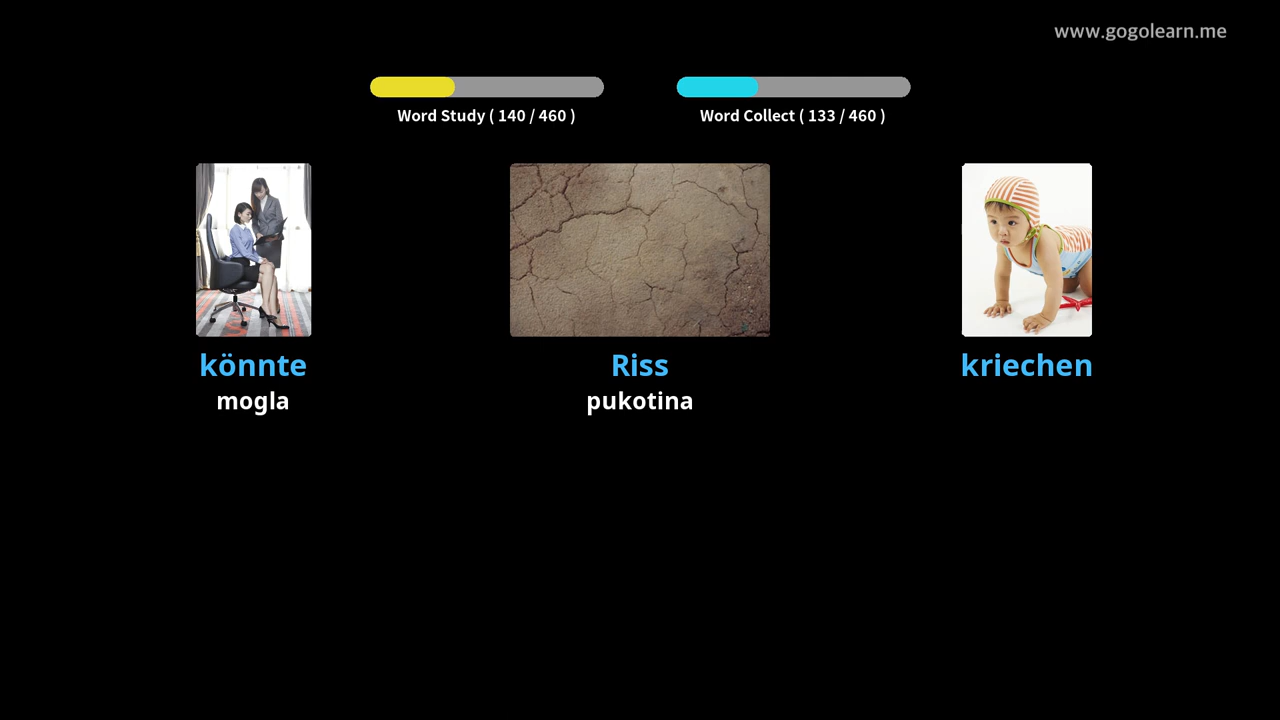 www.gogolearn.me
Word Study ( 140 / 460 )
Word Collect ( 133 / 460 )
könnte
mogla
Riss
pukotina
kriechen